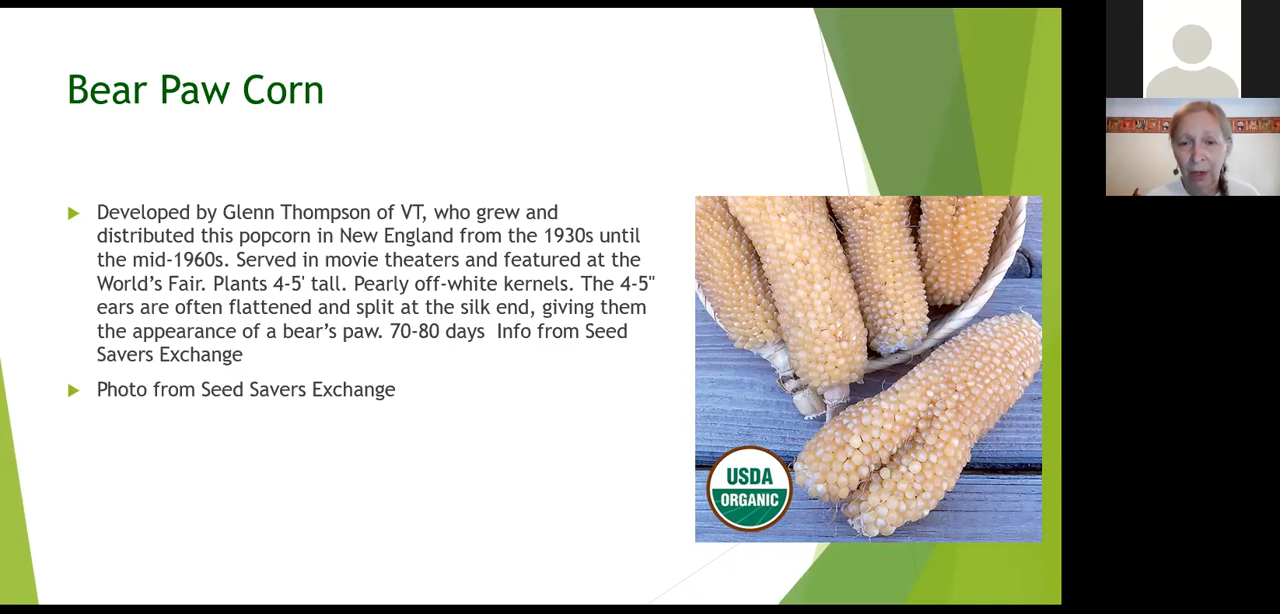 Bear Paw Corn
Developed by Glenn Thompson of VT, who grew and
distributed this popcorn in New England from the 1930s until
the mid-1960s. Served in movie theaters and featured at the
World’s Fair. Plants 4-5' tall. Pearly off-white kernels. The 4-5"
ears are often flattened and split at the silk end, giving them
the appearance of a bear’s paw. 70-80 days  Info from Seed
Savers Exchange
Photo from Seed Savers Exchange
USDA
ORGANIC